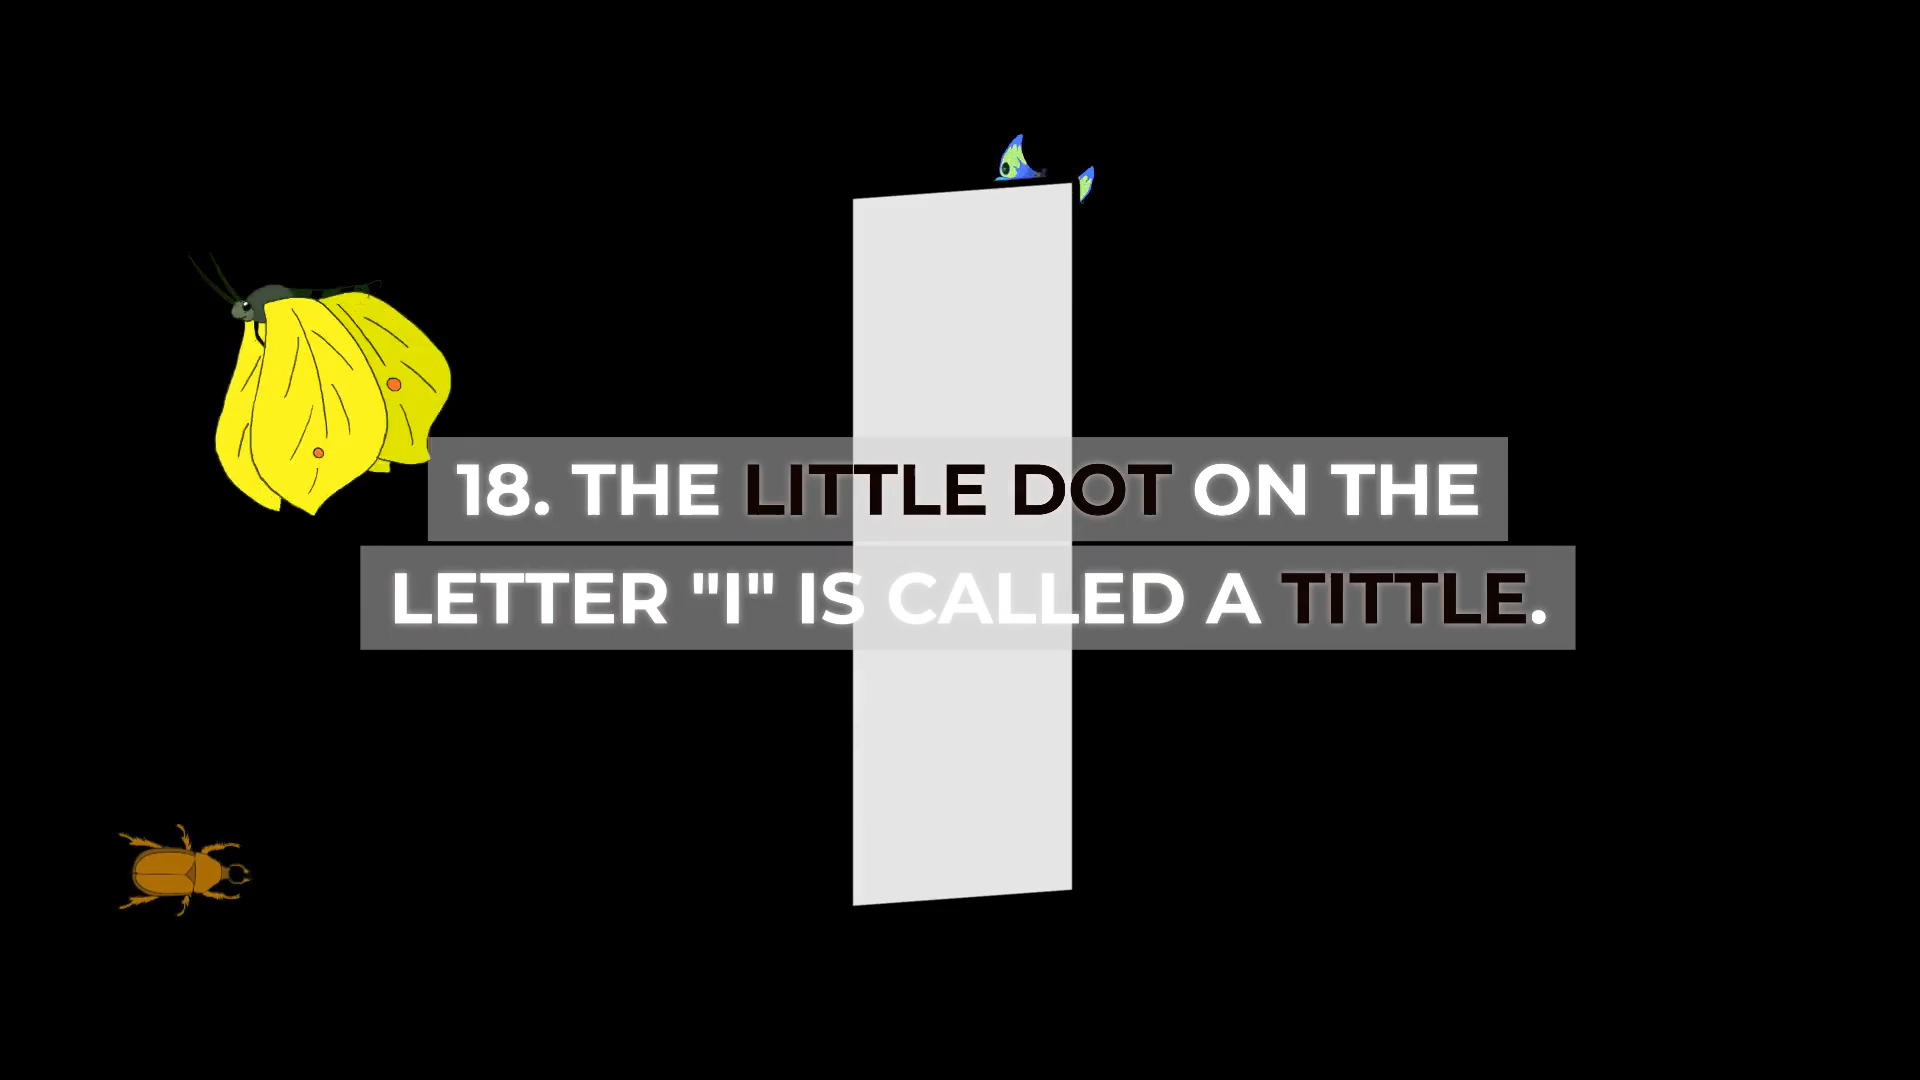 18. THE LITTLE DOT ON THE
LETTER "I" IS CALLED A TITTLE.